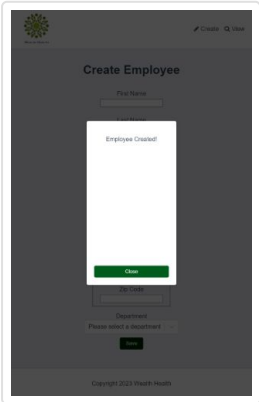 Create View
Create Employee
First Name
Last Name
Employee Created!
Close
Zip Code
Department
Please select a department
Save
Copyright 2023 Wealth Health